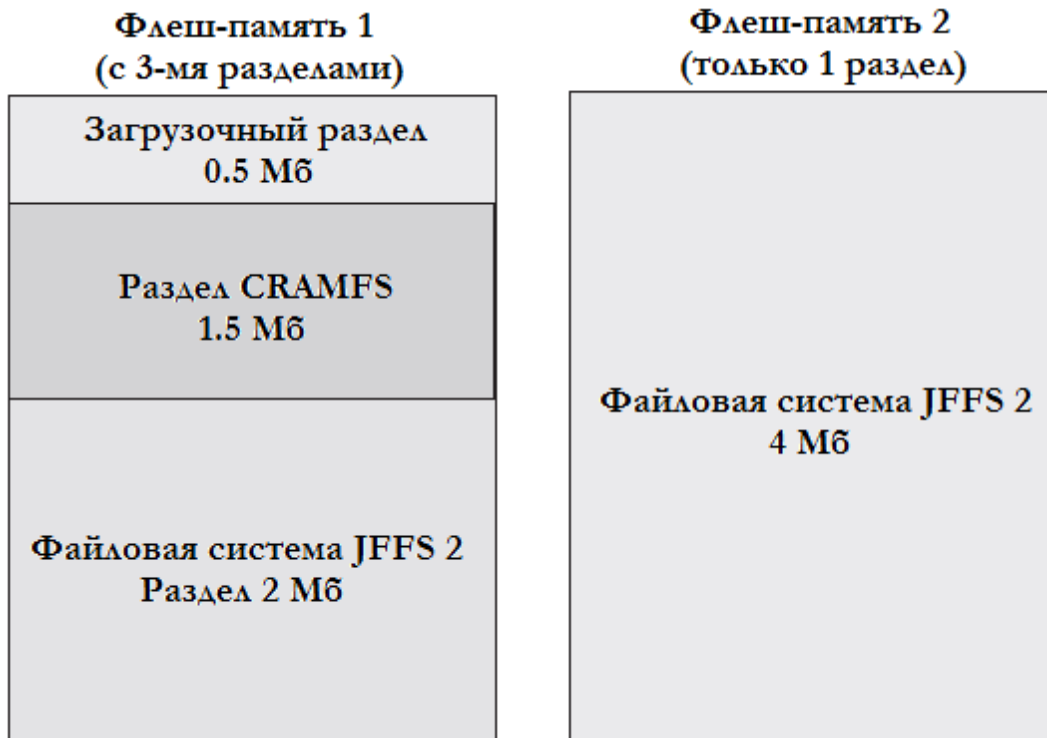 Флеш-память 1
(с 3-мя разделами)
Загрузочный раздел
0.5 Мб
Раздел CRAMFS
1.5 Мб
Файловая система JFFS 2
Раздел 2 Мб
Флеш-память 2
(только 1 раздел)
Файловая система JFFS 2
4 Мб